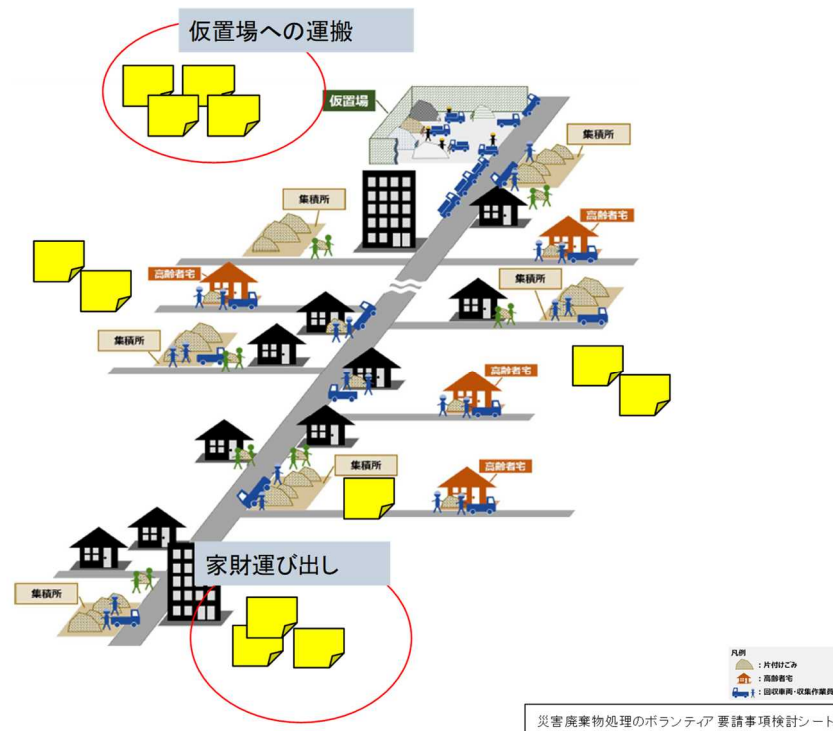 仮置場への運搬
仮置場
集積所
集積所
高齢者宅
高齢者宅
集積所
集積所
高齢者宅
集積所
高齢者宅
家財運び出し
集積所
凡例
：片付けごみ
：高齢者宅
：回収車両・収集作業員
災害廃棄物処理のボランティア要請事項検討シート